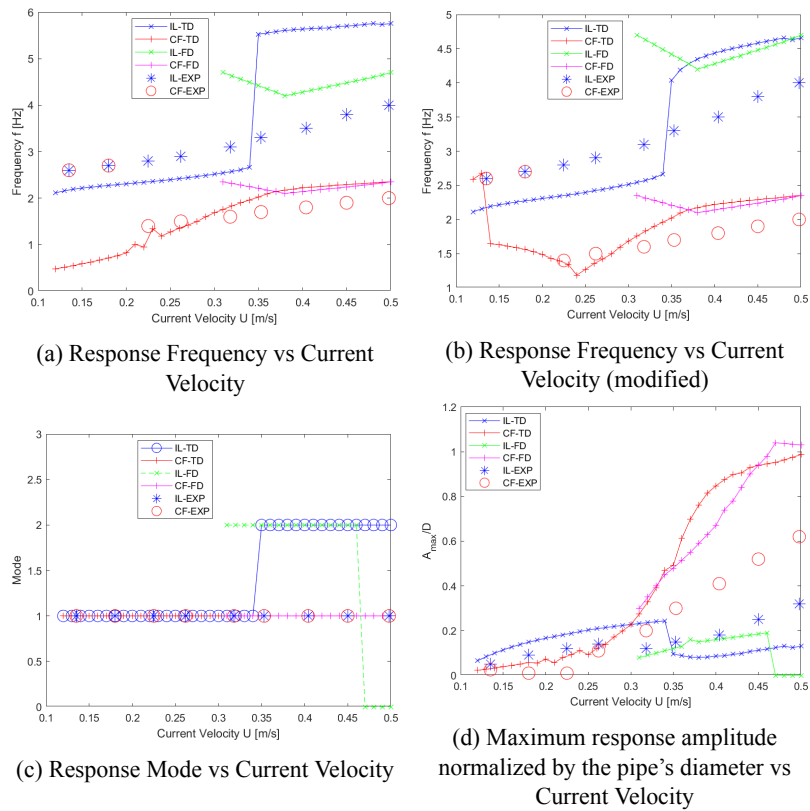 6
5
4
3
2
1
0
Frequency f [Hz]
IL-TD
CF-TD
IL-FD
CF-FD
IL-EXP
CF-EXP
0.1 0.15 0.2 0.25 0.3 0.35 0.4 0.45 0.5
Current Velocity U [m/s]
(a) Response Frequency vs Current
Velocity
5
4.5
4
3.5
3
2.5
2
1.5
1
Frequency f [Hz]
IL-TD
CF-TD
IL-FD
CF-FD
IL-EXP
CF-EXP
0.1 0.15 0.2 0.25 0.3 0.35 0.4 0.45 0.5
Current Velocity U [m/s]
(b) Response Frequency vs Current
Velocity (modified)
3
2.5
2
1.5
1
0.5
0
Mode
IL-TD
CF-TD
IL-FD
CF-FD
IL-EXP
CF-EXP
0.1 0.15 0.2 0.25 0.3 0.35 0.4 0.45 0.5
Current Velocity U [m/s]
(c) Response Mode vs Current Velocity
1.2
1
0.8
0.6
0.4
0.2
0
A_max/D
IL-TD
CF-TD
IL-FD
CF-FD
IL-EXP
CF-EXP
0.1 0.15 0.2 0.25 0.3 0.35 0.4 0.45 0.5
Current Velocity U [m/s]
(d) Maximum response amplitude
normalized by the pipe's diameter vs
Current Velocity